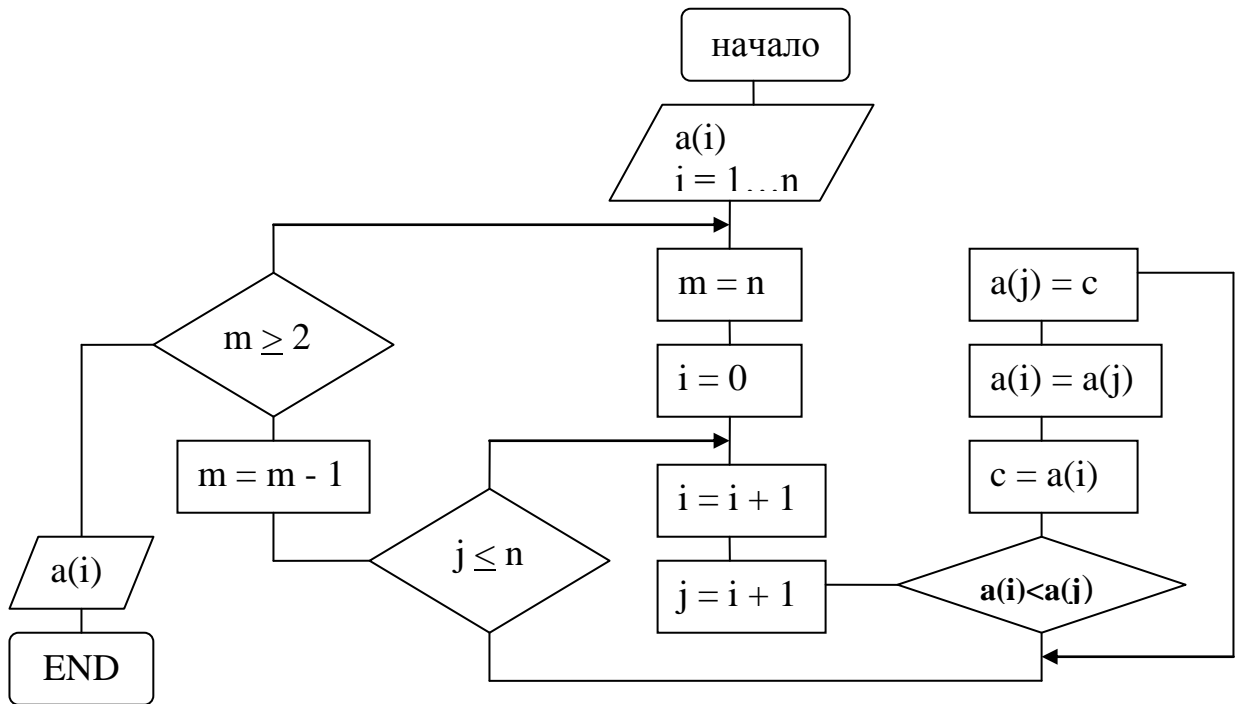 начало
a(i)
i = 1…n
m = n
i = 0
i = i + 1
j = i + 1
a(i)<a(j)
c = a(i)
a(i) = a(j)
a(j) = c
j ≤ n
m = m - 1
m ≥ 2
a(i)
END